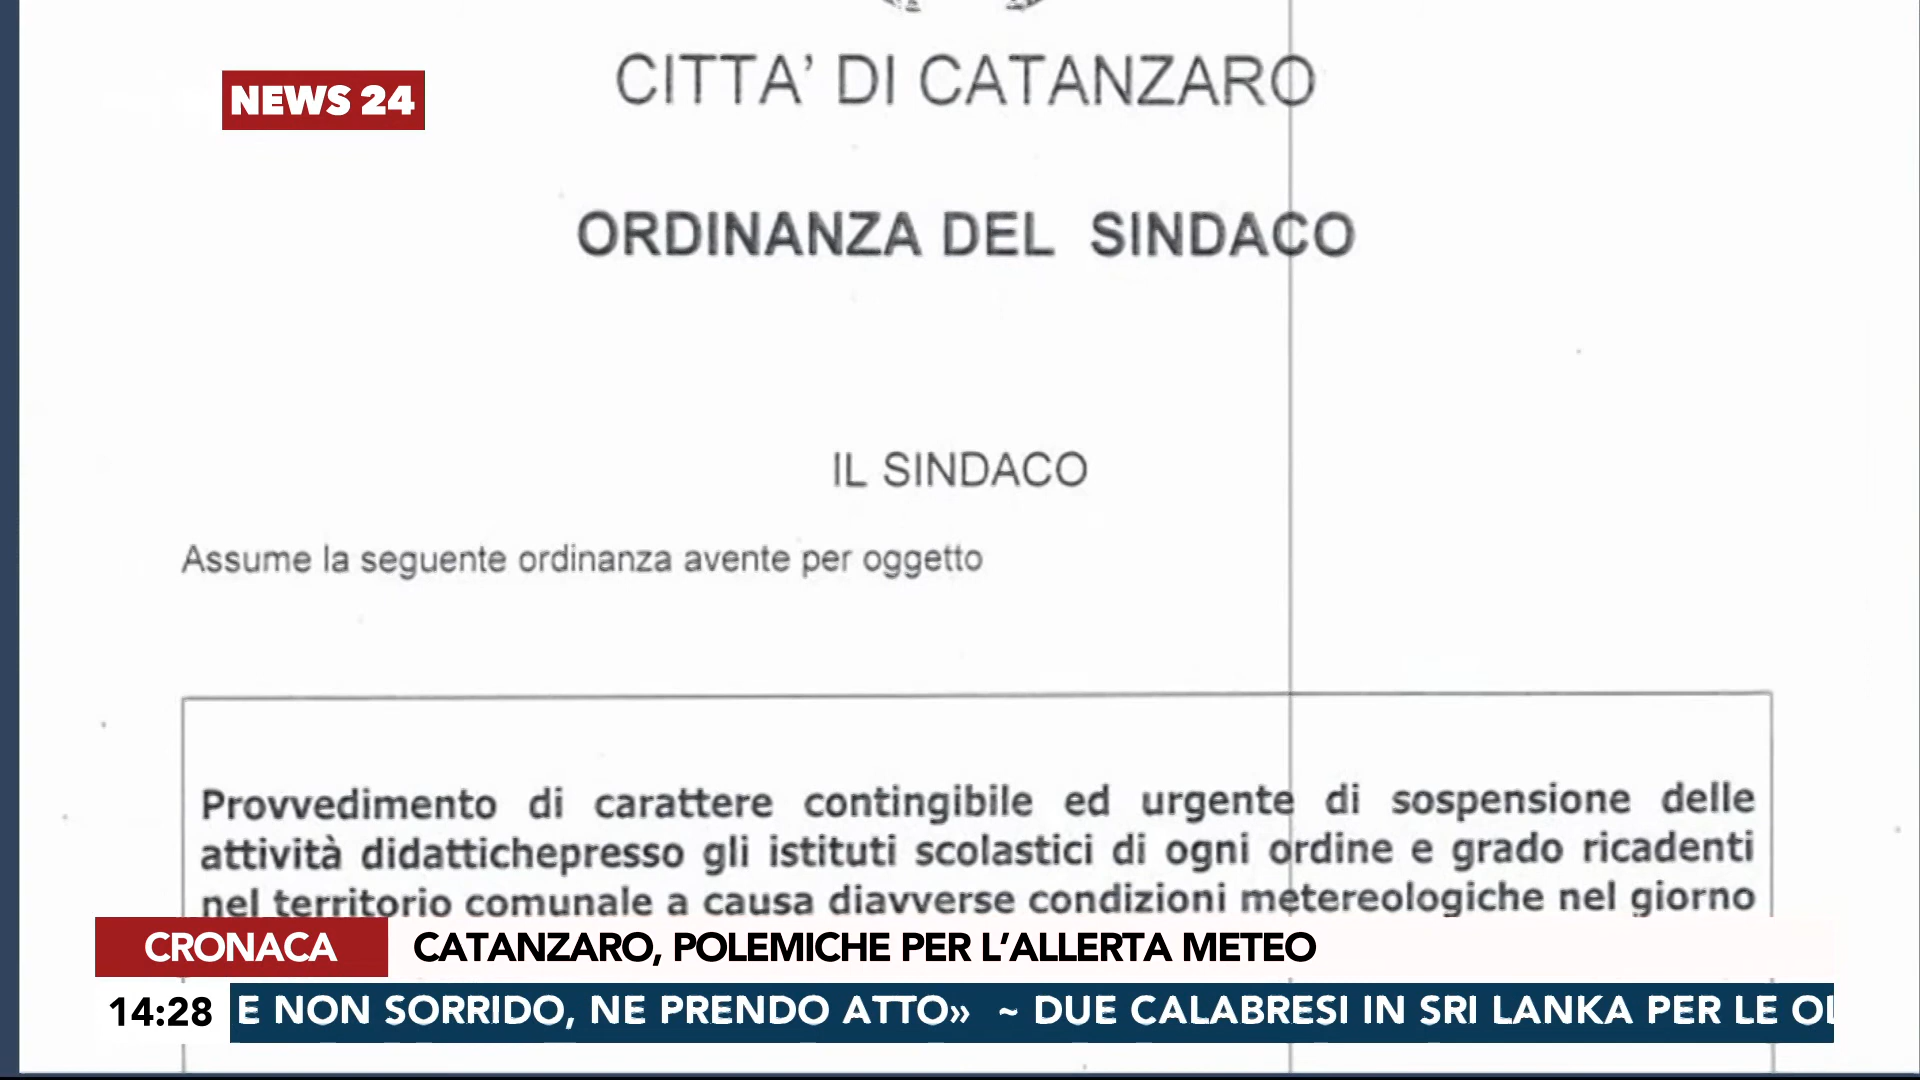 NEWS 24
CITTA' DI CATANZARO
ORDINANZA DEL SINDACO
IL SINDACO
Assume la seguente ordinanza avente per oggetto
Provvedimento di carattere contingibile ed urgente di sospensione delle
attività didattichepresso gli istituti scolastici di ogni ordine e grado ricadenti
nel territorio comunale a causa diavverse condizioni metereologiche nel giorno
CRONACA CATANZARO, POLEMICHE PER L'ALLERTA METEO
14:28 E NON SORRIDO, NE PRENDO ATTO» ~ DUE CALABRESI IN SRI LANKA PER LE